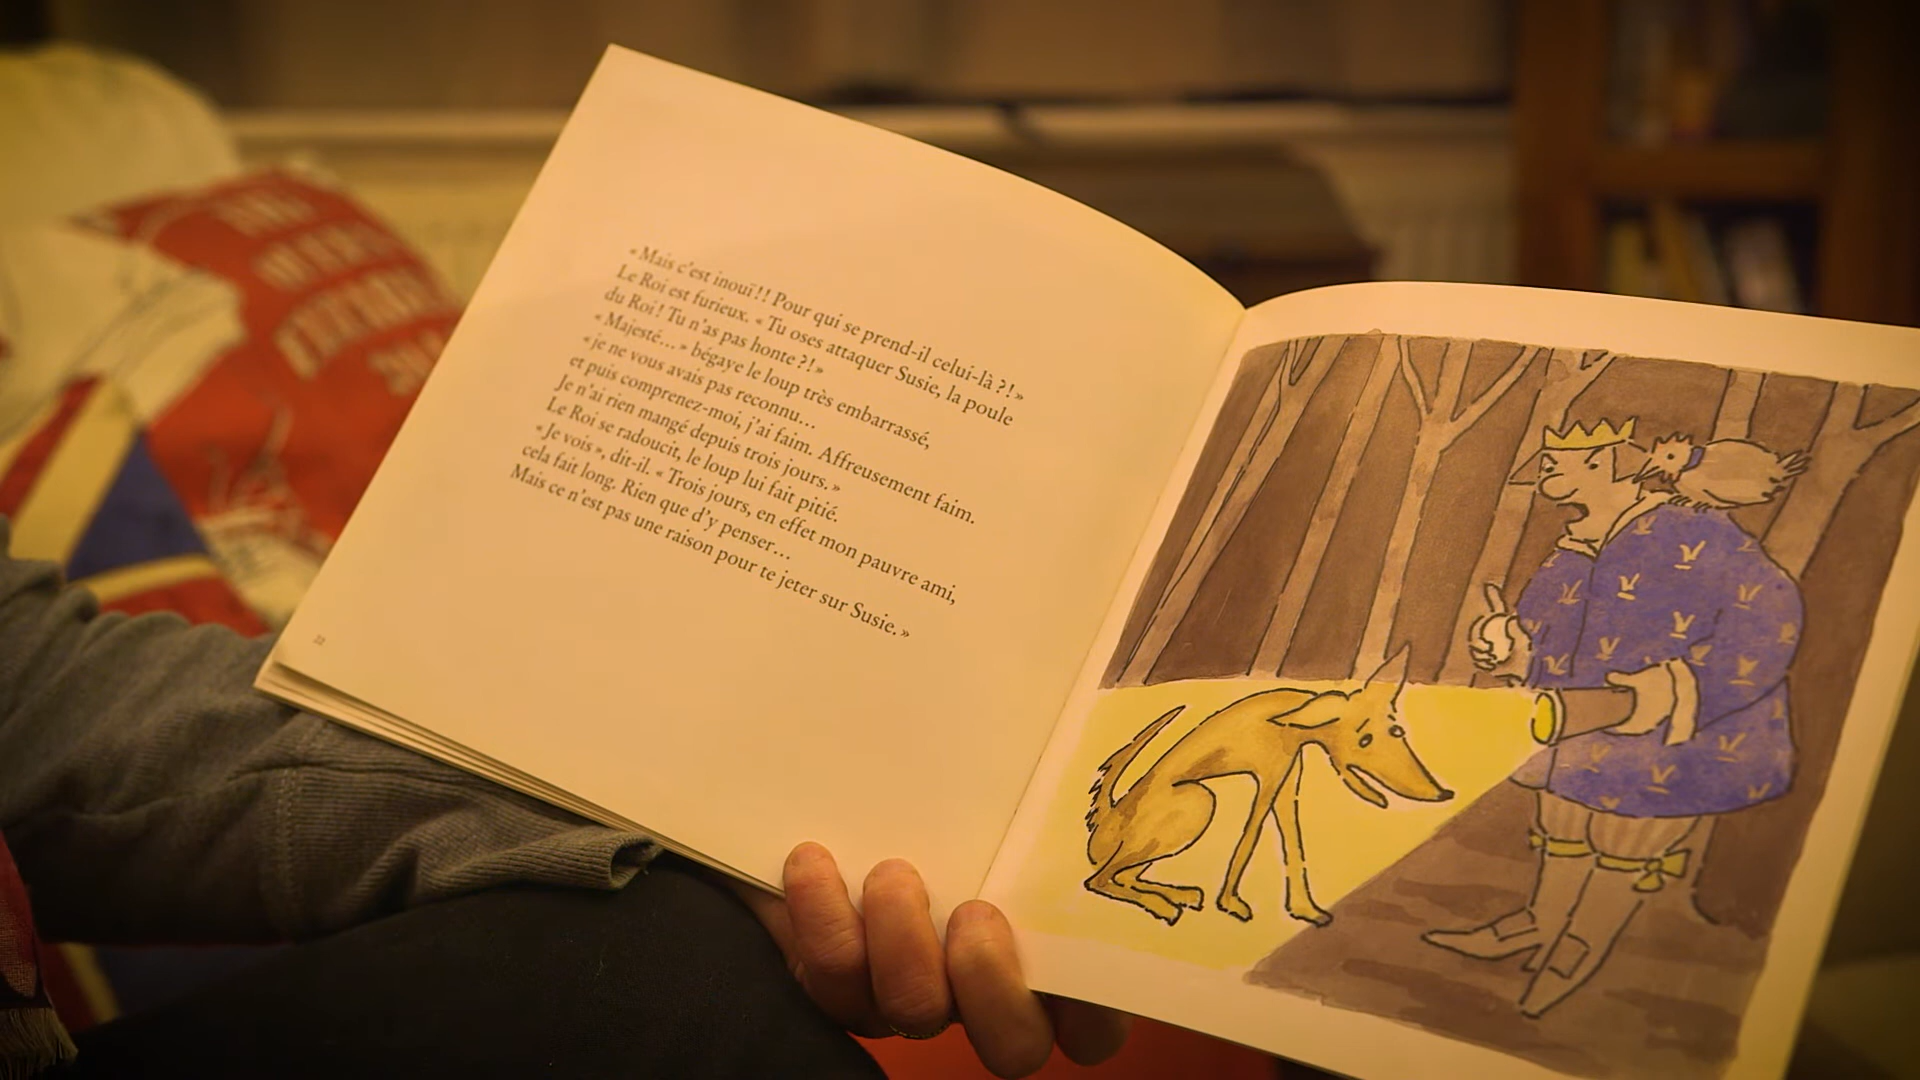 « Mais c'est inouï !! Pour qui se prend-il celui-là ?! »
Le Roi est furieux. « Tu oses attaquer Susie, la poule
du Roi ! Tu n'as pas honte ?! »
« Majesté... » bégaye le loup très embarrassé,
« je ne vous avais pas reconnu...
et puis comprenez-moi, j'ai faim. Affreusement faim.
Je n'ai rien mangé depuis trois jours. »
Le Roi se radoucit, le loup lui fait pitié.
« Je vois », dit-il. « Trois jours, en effet mon pauvre ami,
cela fait long. Rien que d'y penser...
Mais ce n'est pas une raison pour te jeter sur Susie. »
22